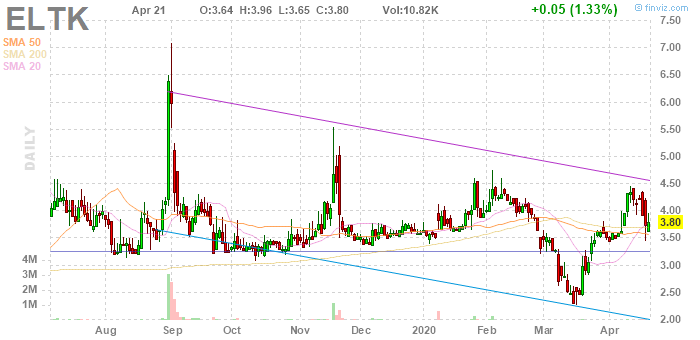 ELTK Apr 21 O:3.64 H:3.96 L:3.65 C:3.80 Vol:10.82K +0.05 (1.33%) © finviz.com
SMA 50
SMA 200
SMA 20
DAILY
7.50
7.00
6.50
6.00
5.50
5.00
4.50
4.00
3.80
3.50
3.00
2.50
2.00
4M
3M
2M
1M
Aug Sep Oct Nov Dec 2020 Feb Mar Apr